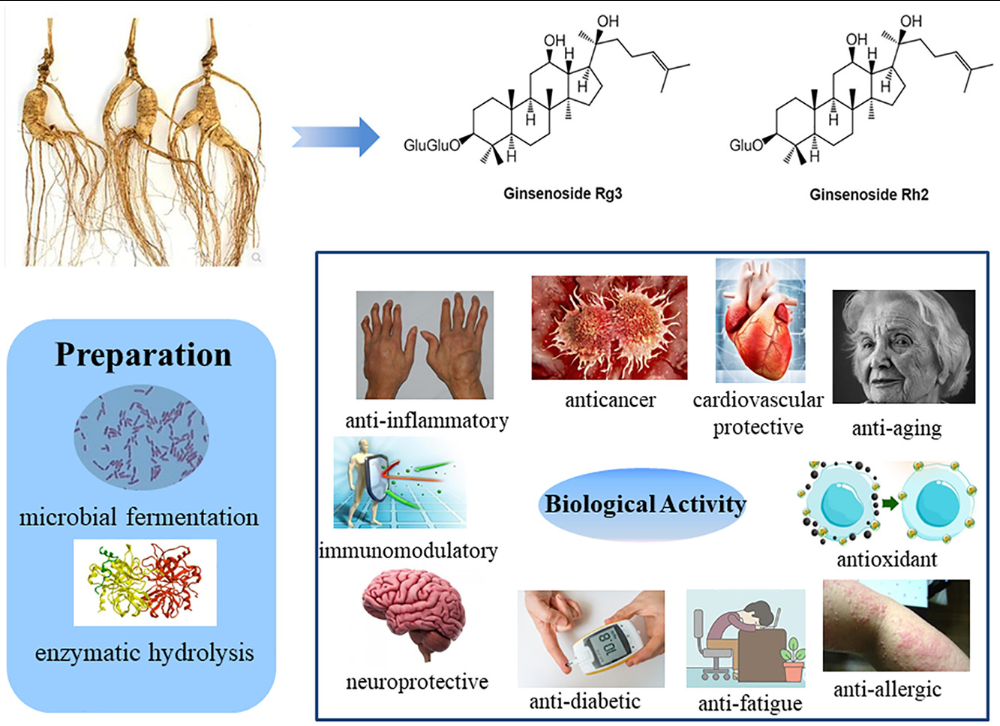 OH
OH
H
H
H
H
GluGluO
Ginsenoside Rg3
OH
OH
H
H
H
H
GluO
Ginsenoside Rh2
Preparation
microbial fermentation
enzymatic hydrolysis
anti-inflammatory
anticancer
cardiovascular
protective
anti-aging
immunomodulatory
Biological Activity
antioxidant
neuroprotective
anti-diabetic
anti-fatigue
anti-allergic